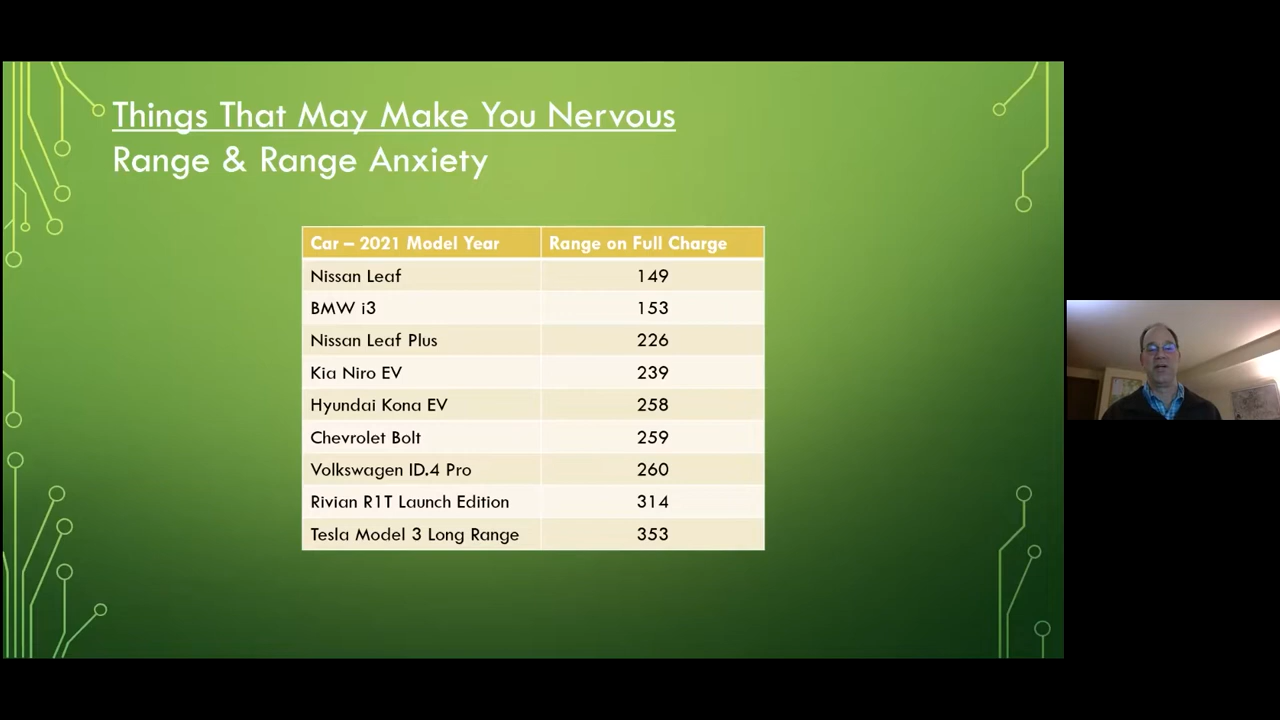 Things That May Make You Nervous
Range & Range Anxiety
Car – 2021 Model Year Range on Full Charge
Nissan Leaf 149
BMW i3 153
Nissan Leaf Plus 226
Kia Niro EV 239
Hyundai Kona EV 258
Chevrolet Bolt 259
Volkswagen ID.4 Pro 260
Rivian R1T Launch Edition 314
Tesla Model 3 Long Range 353